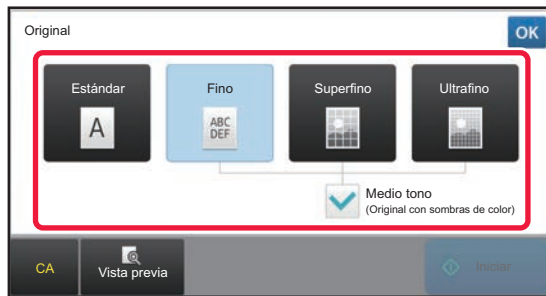 Original
OK
Estándar
Fino
Superfino
Ultrafino
A
ABC
DEF
Medio tono
(Original con sombras de color)
CA
Vista previa
Iniciar